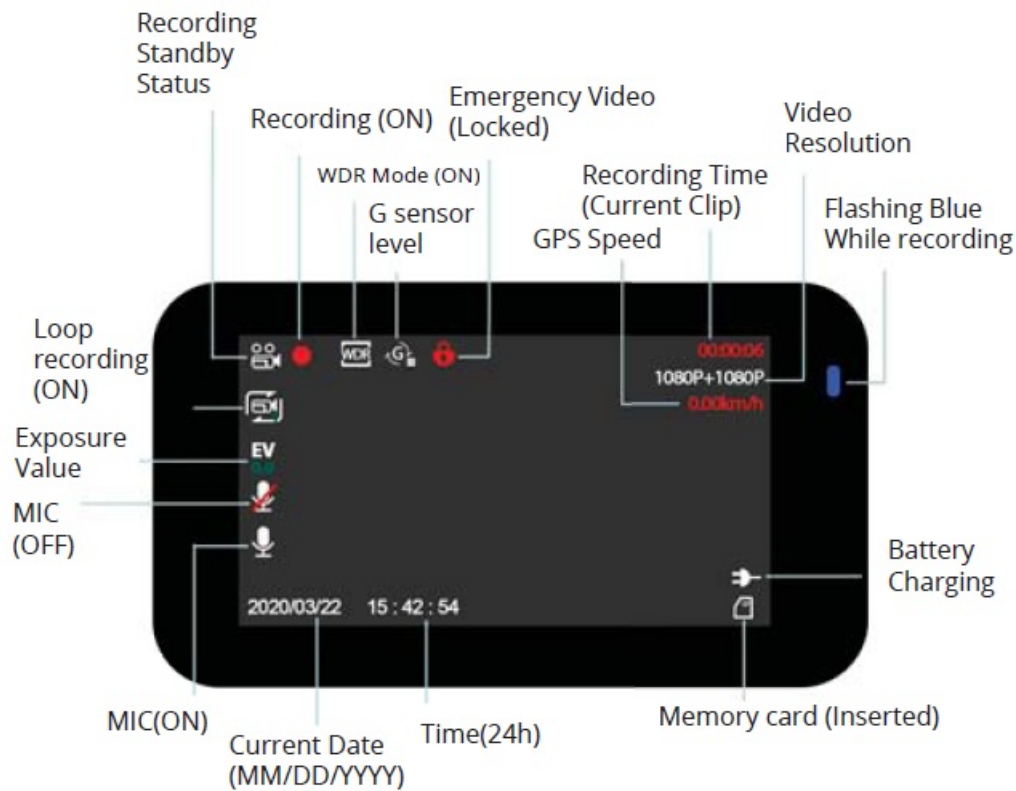 Recording
Standby
Status
Recording (ON)
Emergency Video
(Locked)
Video
Resolution
WDR Mode (ON)
G sensor
level
Recording Time
(Current Clip)
GPS Speed
Flashing Blue
While recording
Loop
recording
(ON)
Exposure
Value
MIC
(OFF)
WDR
G
00:00:06
1080P+1080P
0.00km/h
EV
0.0
Battery
Charging
2020/03/22 15 : 42 : 54
MIC(ON)
Current Date
(MM/DD/YYYY)
Time(24h)
Memory card (Inserted)